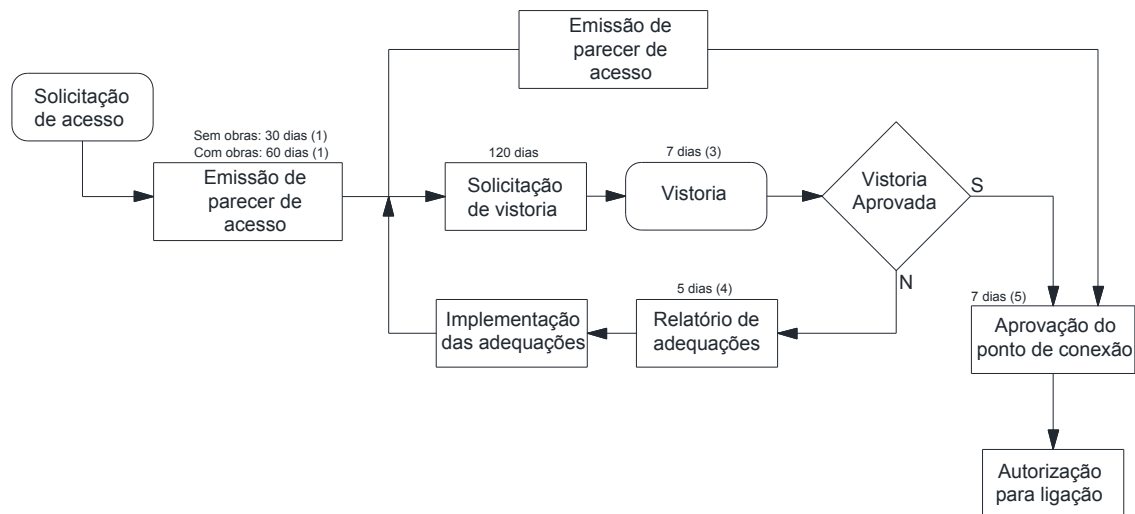 Emissão de
parecer de
acesso
Solicitação
de acesso
Sem obras: 30 dias (1)
Com obras: 60 dias (1)
Emissão de
parecer de
acesso
120 dias
Solicitação
de vistoria
7 dias (3)
Vistoria
Vistoria
Aprovada
S
N
5 dias (4)
Relatório de
adequações
Implementação
das adequações
7 dias (5)
Aprovação do
ponto de conexão
Autorização
para ligação